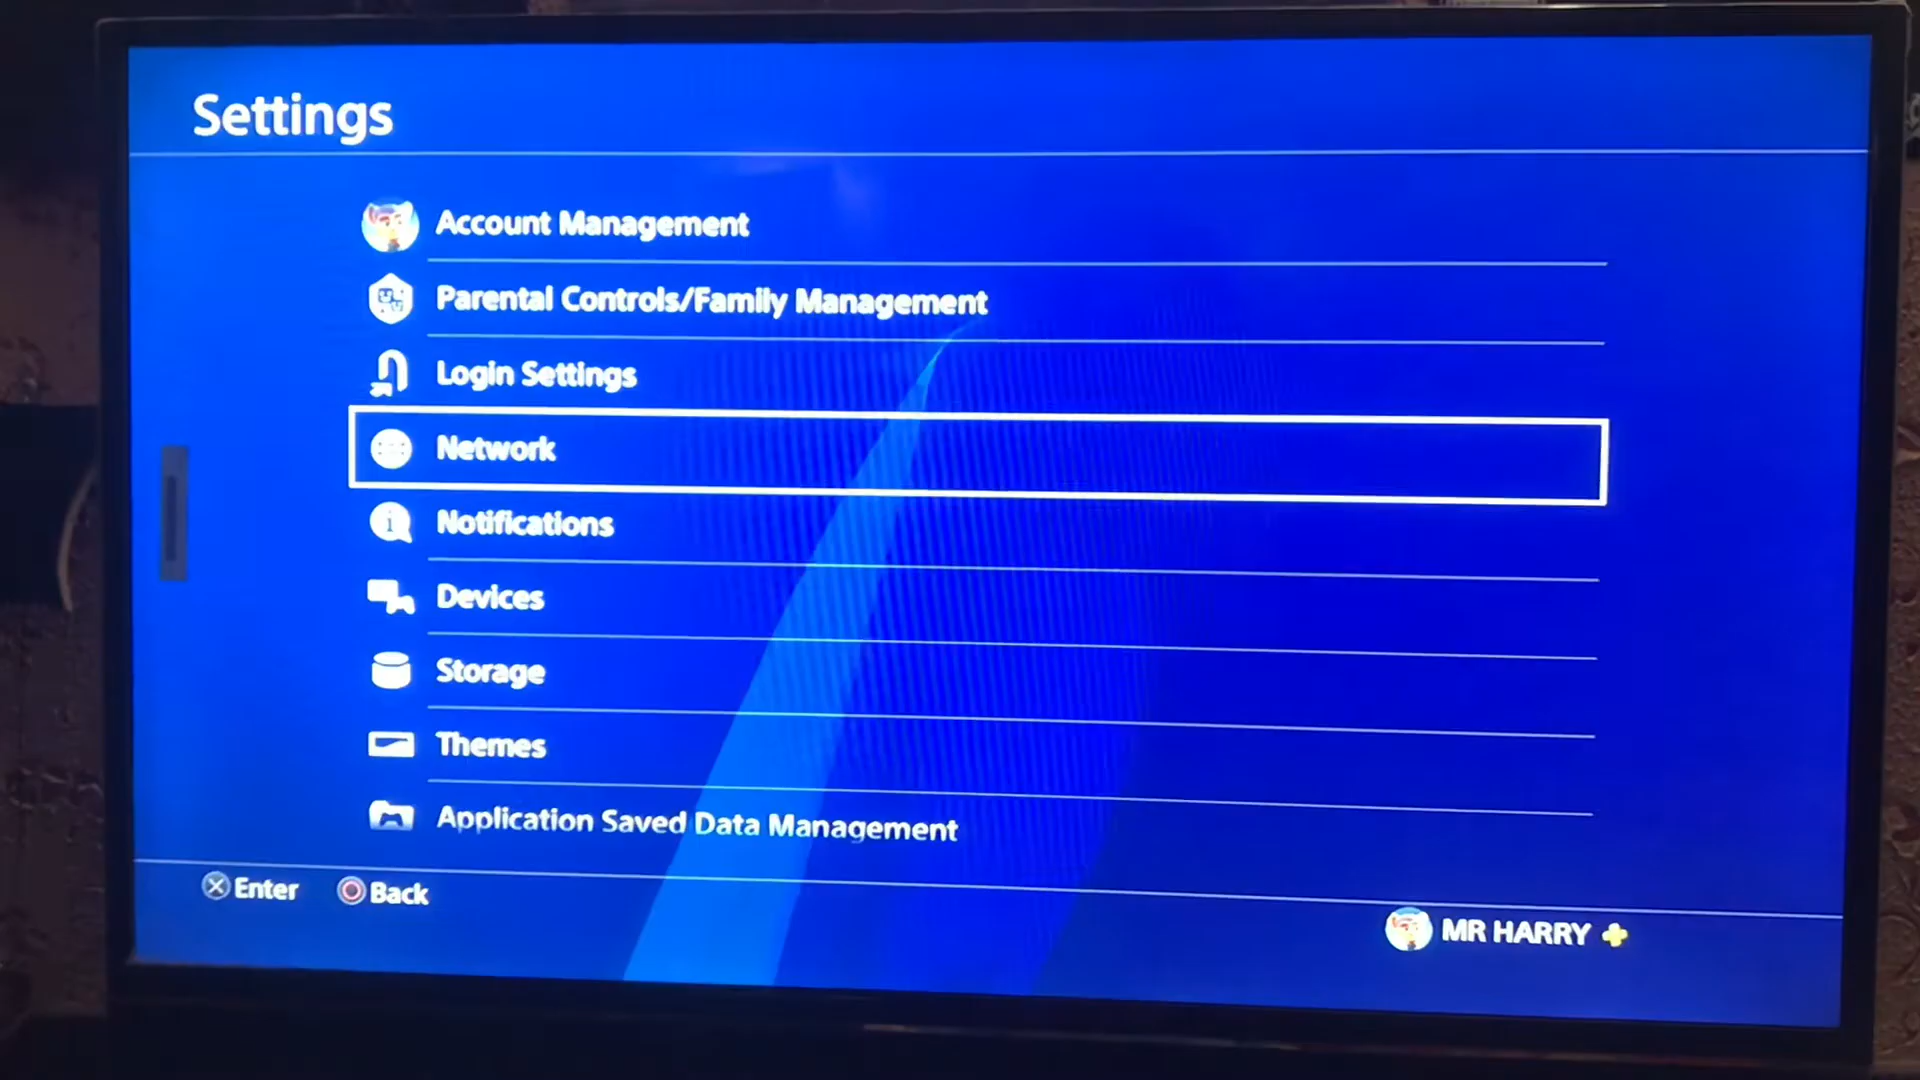 Settings
Account Management
Parental Controls/Family Management
Login Settings
Network
Notifications
Devices
Storage
Themes
Application Saved Data Management
Enter Back
MR HARRY